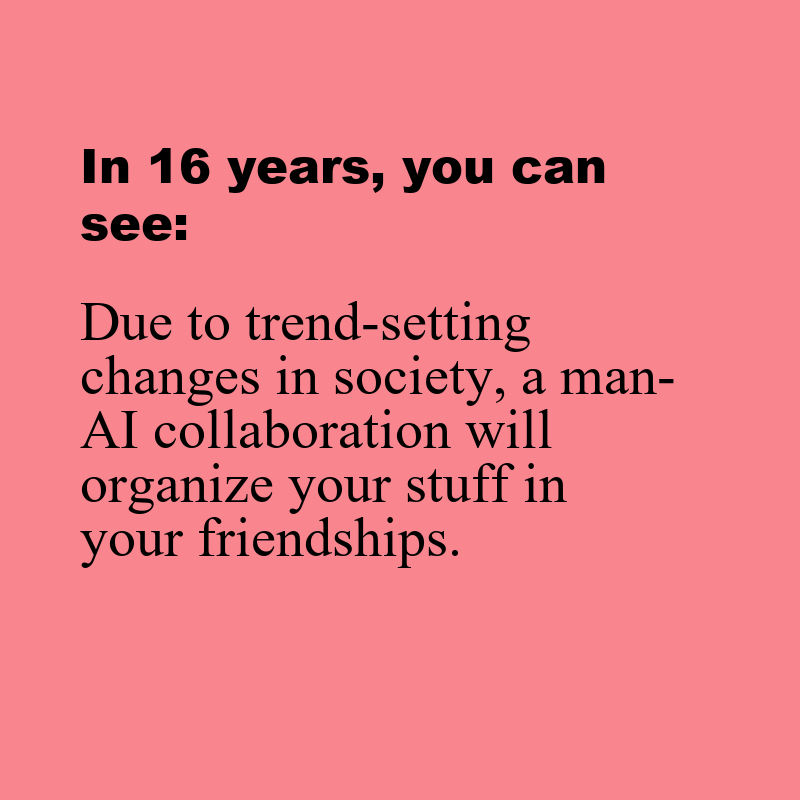 In 16 years, you can
see:
Due to trend-setting
changes in society, a man-
AI collaboration will
organize your stuff in
your friendships.